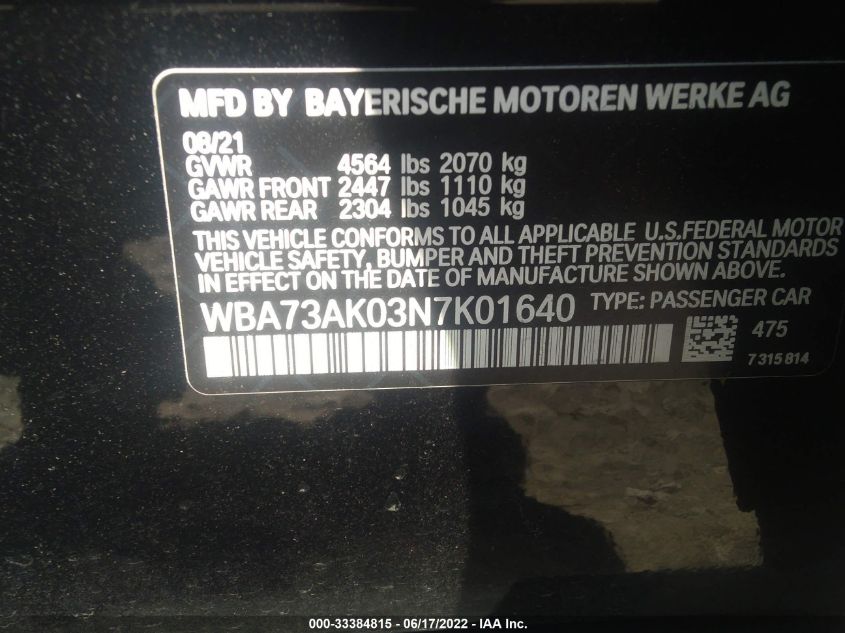 MFD BY BAYERISCHE MOTOREN WERKE AG
08/21
GVWR 4564 lbs 2070 kg
GAWR FRONT 2447 lbs 1110 kg
GAWR REAR 2304 lbs 1045 kg
THIS VEHICLE CONFORMS TO ALL APPLICABLE U.S.FEDERAL MOTOR
VEHICLE SAFETY, BUMPER AND THEFT PREVENTION STANDARDS
IN EFFECT ON THE DATE OF MANUFACTURE SHOWN ABOVE.
WBA73AK03N7K01640 TYPE: PASSENGER CAR
475
7315814
000-33384815 - 06/17/2022 - IAA Inc.